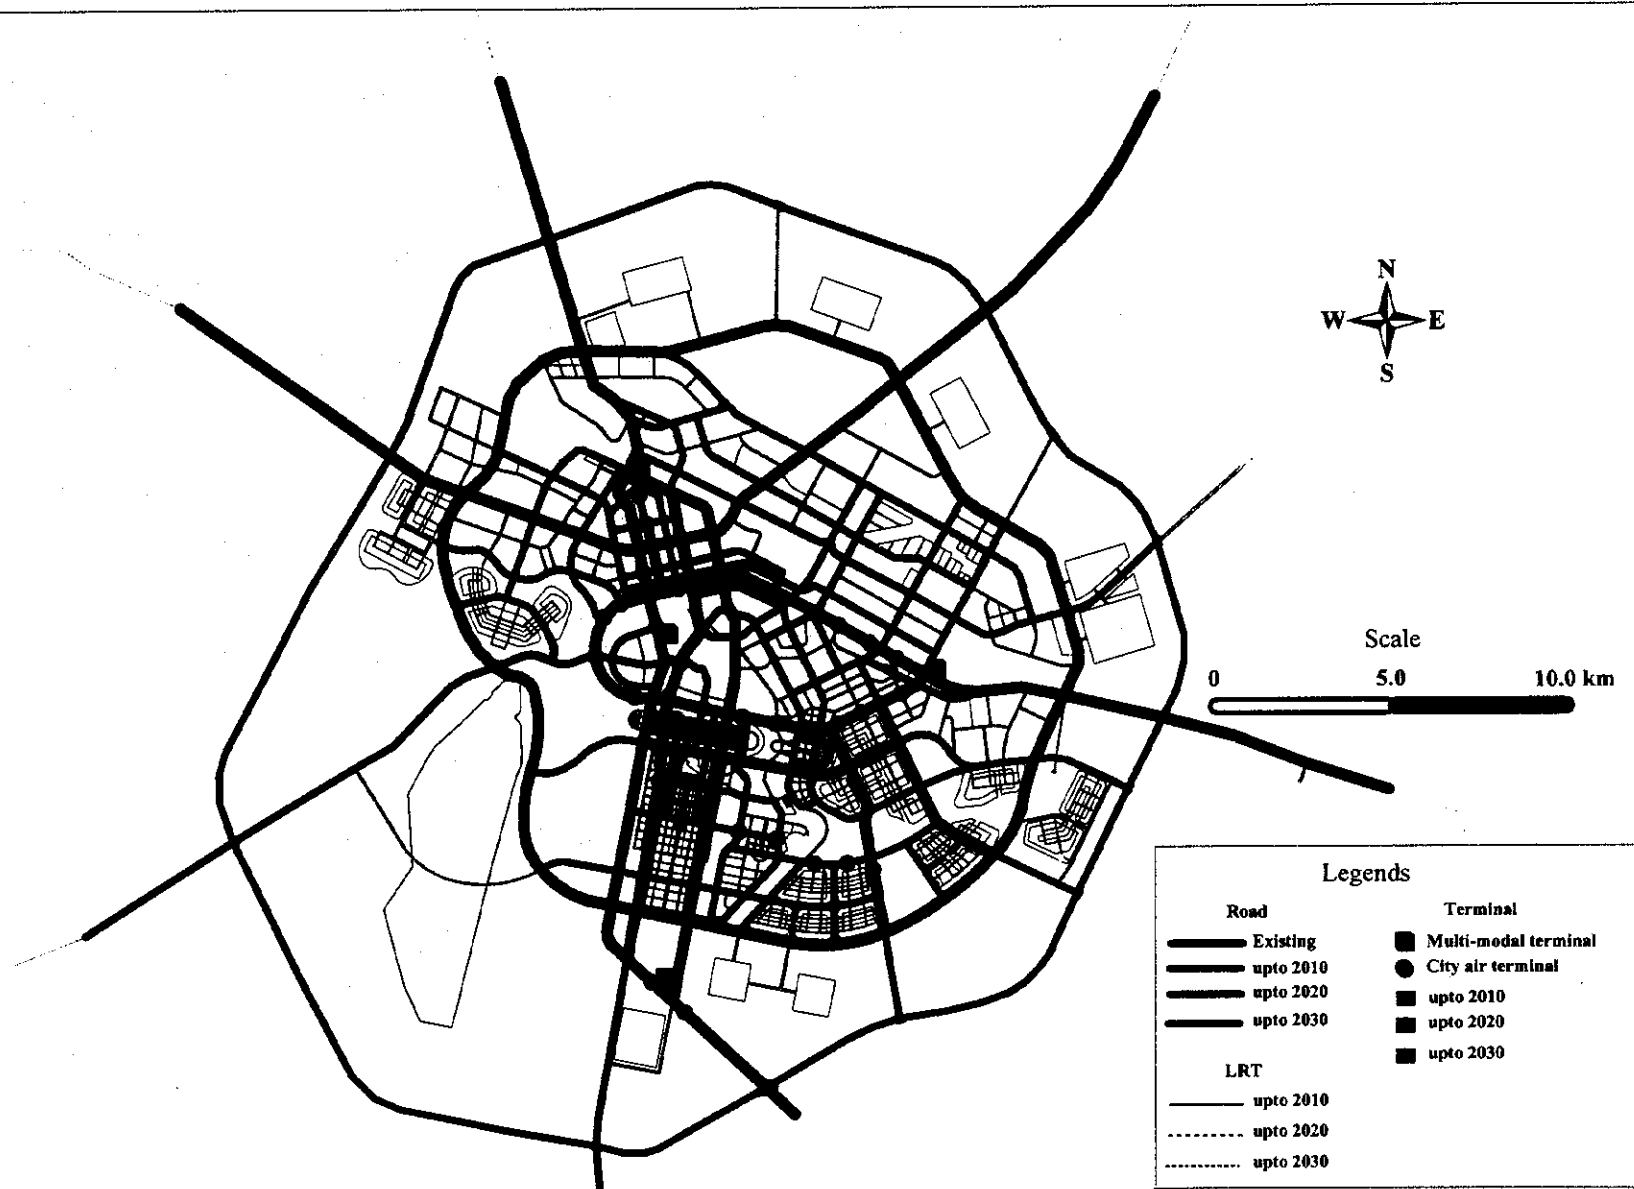 N
W E
S
Scale
0 5.0 10.0 km
Legends
Road Terminal
Existing Multi-modal terminal
upto 2010 City air terminal
upto 2020 upto 2010
upto 2030 upto 2020
upto 2030
LRT
upto 2010
upto 2020
upto 2030